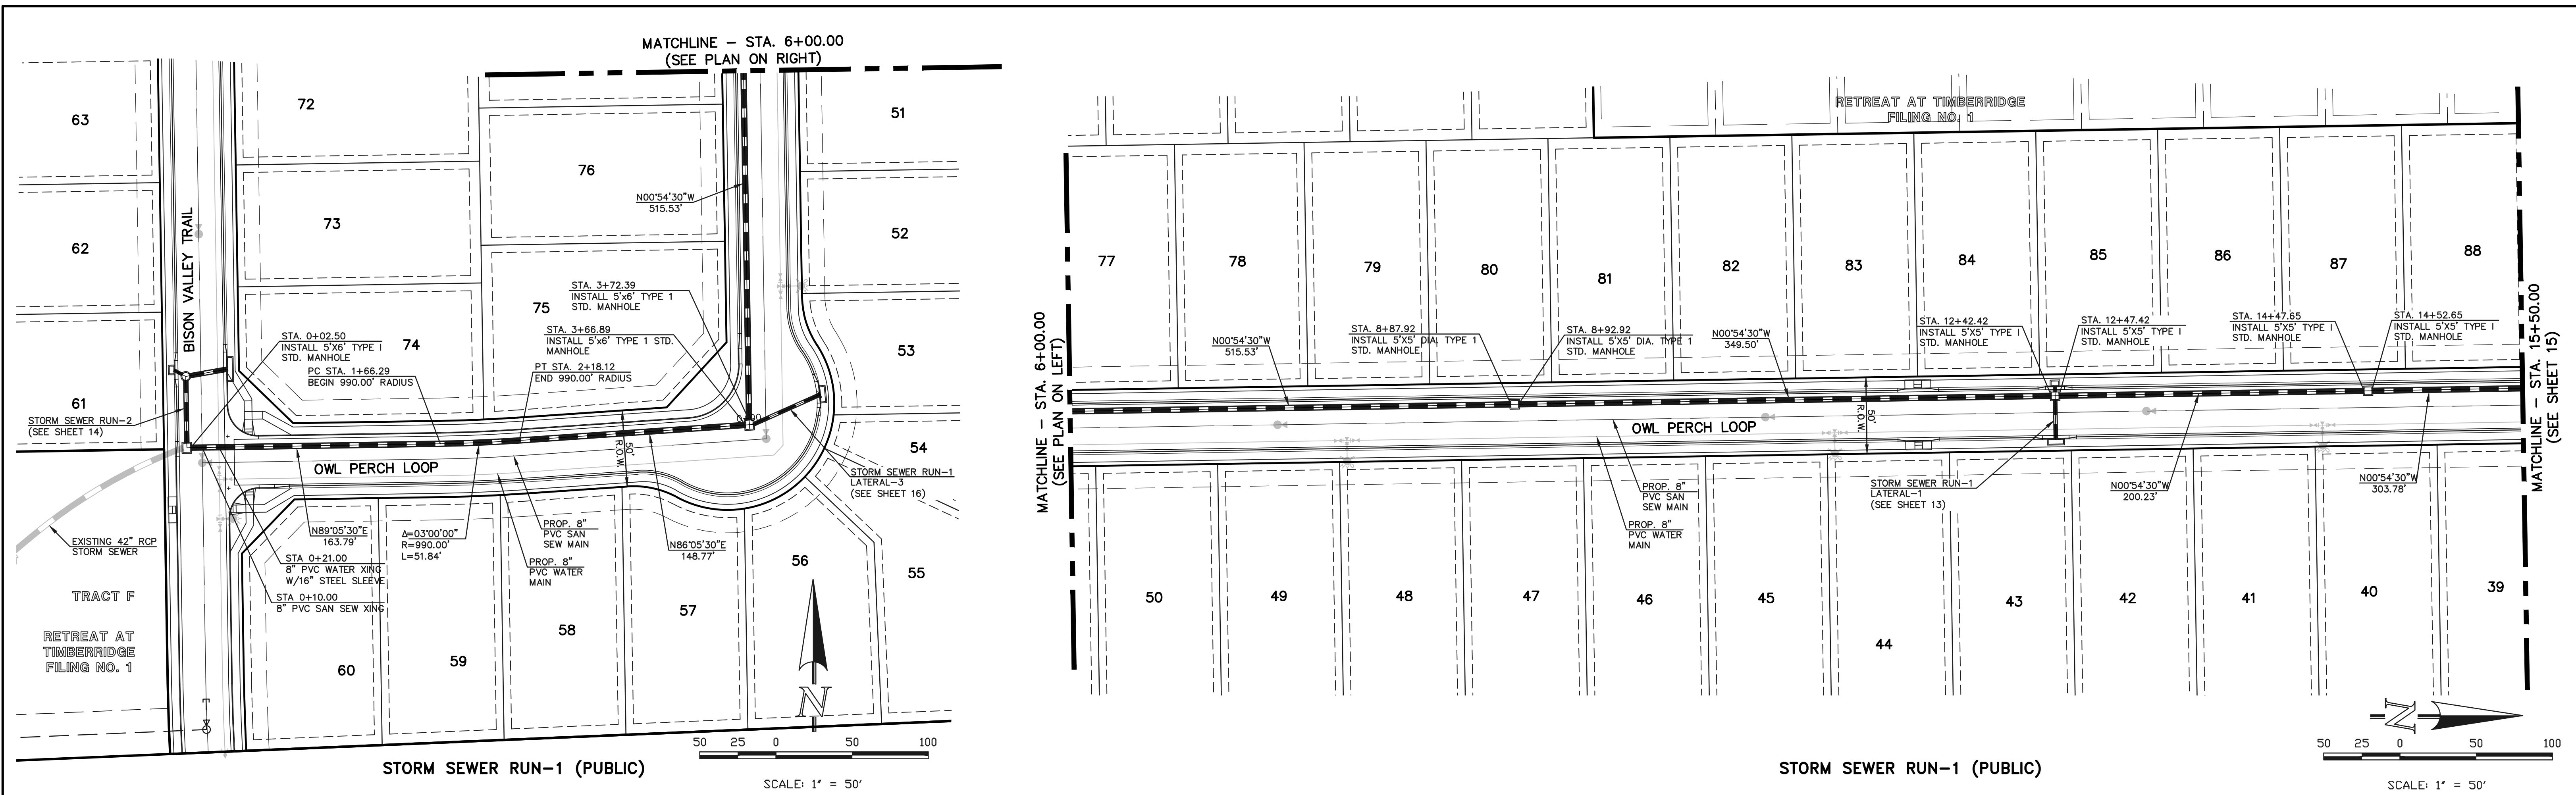 MATCHLINE – STA. 6+00.00
(SEE PLAN ON RIGHT)
63
72
51
76
N00°54'30"W
515.53'
62
73
52
BISON VALLEY TRAIL
STA. 3+72.39
INSTALL 5'x6' TYPE 1
STD. MANHOLE
75
STA. 3+66.89
INSTALL 5'x6' TYPE 1 STD.
MANHOLE
STA. 0+02.50
INSTALL 5'X6' TYPE I
STD. MANHOLE
74
53
PC STA. 1+66.29
BEGIN 990.00' RADIUS
PT STA. 2+18.12
END 990.00' RADIUS
61
STORM SEWER RUN-2
(SEE SHEET 14)
50'
R.O.W.
54
OWL PERCH LOOP
STORM SEWER RUN-1
LATERAL-3
(SEE SHEET 16)
EXISTING 42" RCP
STORM SEWER
N89°05'30"E
163.79'
Δ=03°00'00"
R=990.00'
L=51.84'
PROP. 8"
PVC SAN
SEW MAIN
N86°05'30"E
148.77'
STA 0+21.00
8" PVC WATER XING
W/16" STEEL SLEEVE
PROP. 8"
PVC WATER
MAIN
56
55
TRACT F
STA 0+10.00
8" PVC SAN SEW XING
57
58
RETREAT AT
TIMBERRIDGE
FILING NO. 1
60
59
N
50 25 0 50 100
STORM SEWER RUN-1 (PUBLIC)
SCALE: 1" = 50'
RETREAT AT TIMBERRIDGE
FILING NO. 1
77
78
79
80
81
82
83
84
85
86
87
88
MATCHLINE – STA. 6+00.00
(SEE PLAN ON LEFT)
N00°54'30"W
515.53'
STA. 8+87.92
INSTALL 5'X5' DIA. TYPE 1
STD. MANHOLE
STA. 8+92.92
INSTALL 5'X5' DIA. TYPE 1
STD. MANHOLE
N00°54'30"W
349.50'
STA. 12+42.42
INSTALL 5'X5' TYPE I
STD. MANHOLE
STA. 12+47.42
INSTALL 5'X5' TYPE I
STD. MANHOLE
STA. 14+47.65
INSTALL 5'X5' TYPE I
STD. MANHOLE
STA. 14+52.65
INSTALL 5'X5' TYPE I
STD. MANHOLE
MATCHLINE – STA. 15+50.00
(SEE SHEET 15)
50'
R.O.W.
OWL PERCH LOOP
PROP. 8"
PVC SAN
SEW MAIN
PROP. 8"
PVC WATER
MAIN
STORM SEWER RUN-1
LATERAL-1
(SEE SHEET 13)
N00°54'30"W
200.23'
N00°54'30"W
303.78'
50
49
48
47
46
45
44
43
42
41
40
39
N
50 25 0 50 100
STORM SEWER RUN-1 (PUBLIC)
SCALE: 1" = 50'